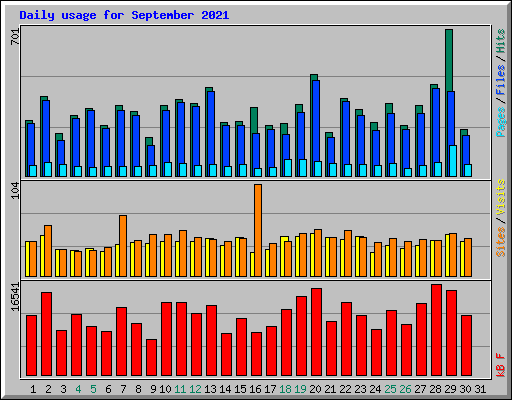 Daily usage for September 2021
701
Pages / Files / Hits
104
Sites / Visits
16541
kB F
1 2 3 4 5 6 7 8 9 10 11 12 13 14 15 16 17 18 19 20 21 22 23 24 25 26 27 28 29 30 31